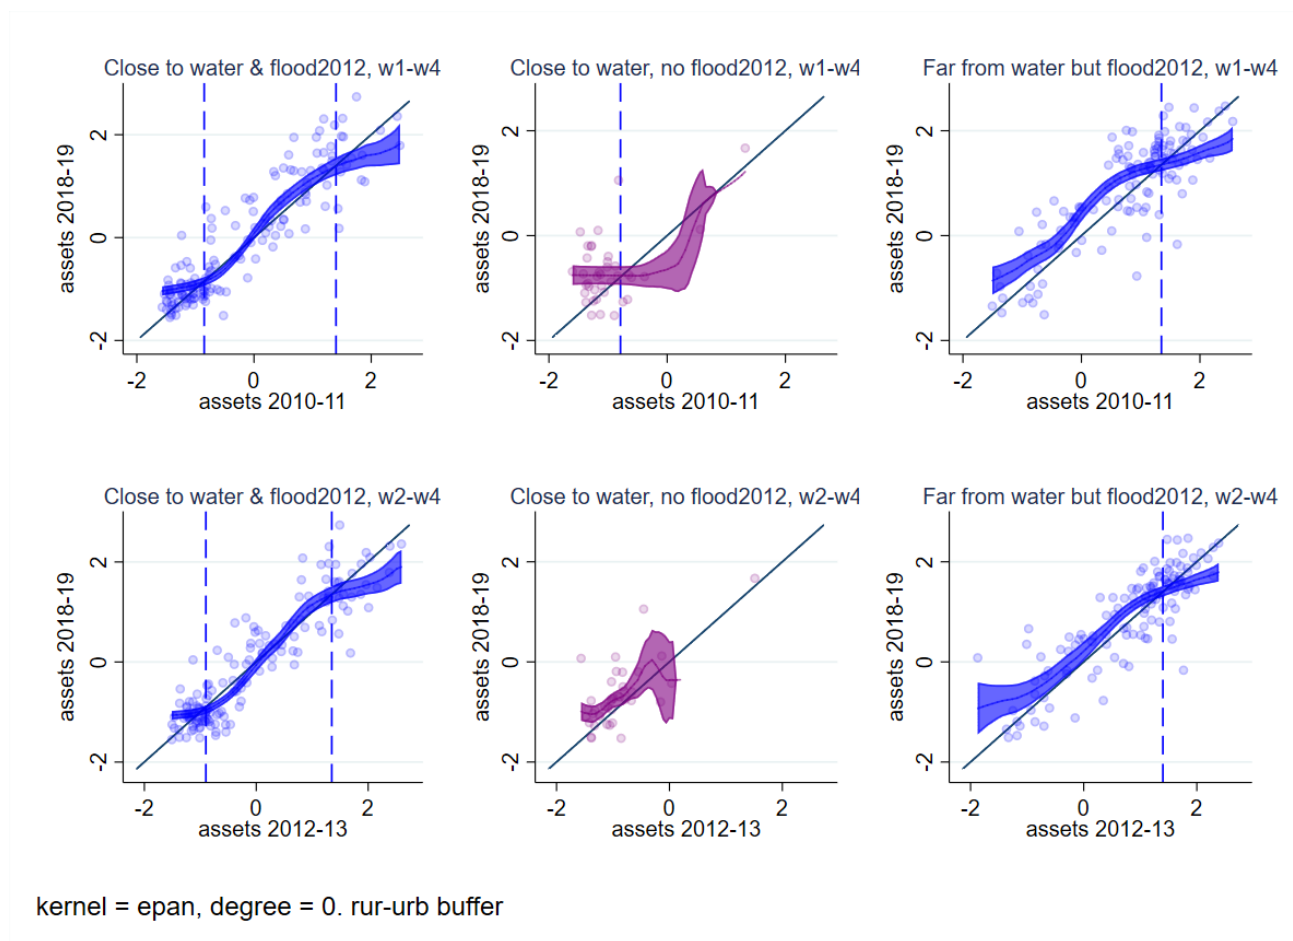 Close to water & flood2012, w1-w4
Close to water, no flood2012, w1-w4
Far from water but flood2012, w1-w4
assets 2018-19
2
0
-2
-2 0 2
assets 2010-11
assets 2018-19
2
0
-2
-2 0 2
assets 2010-11
assets 2018-19
2
0
-2
-2 0 2
assets 2010-11
Close to water & flood2012, w2-w4
Close to water, no flood2012, w2-w4
Far from water but flood2012, w2-w4
assets 2018-19
2
0
-2
-2 0 2
assets 2012-13
assets 2018-19
2
0
-2
-2 0 2
assets 2012-13
assets 2018-19
2
0
-2
-2 0 2
assets 2012-13
kernel = epan, degree = 0. rur-urb buffer